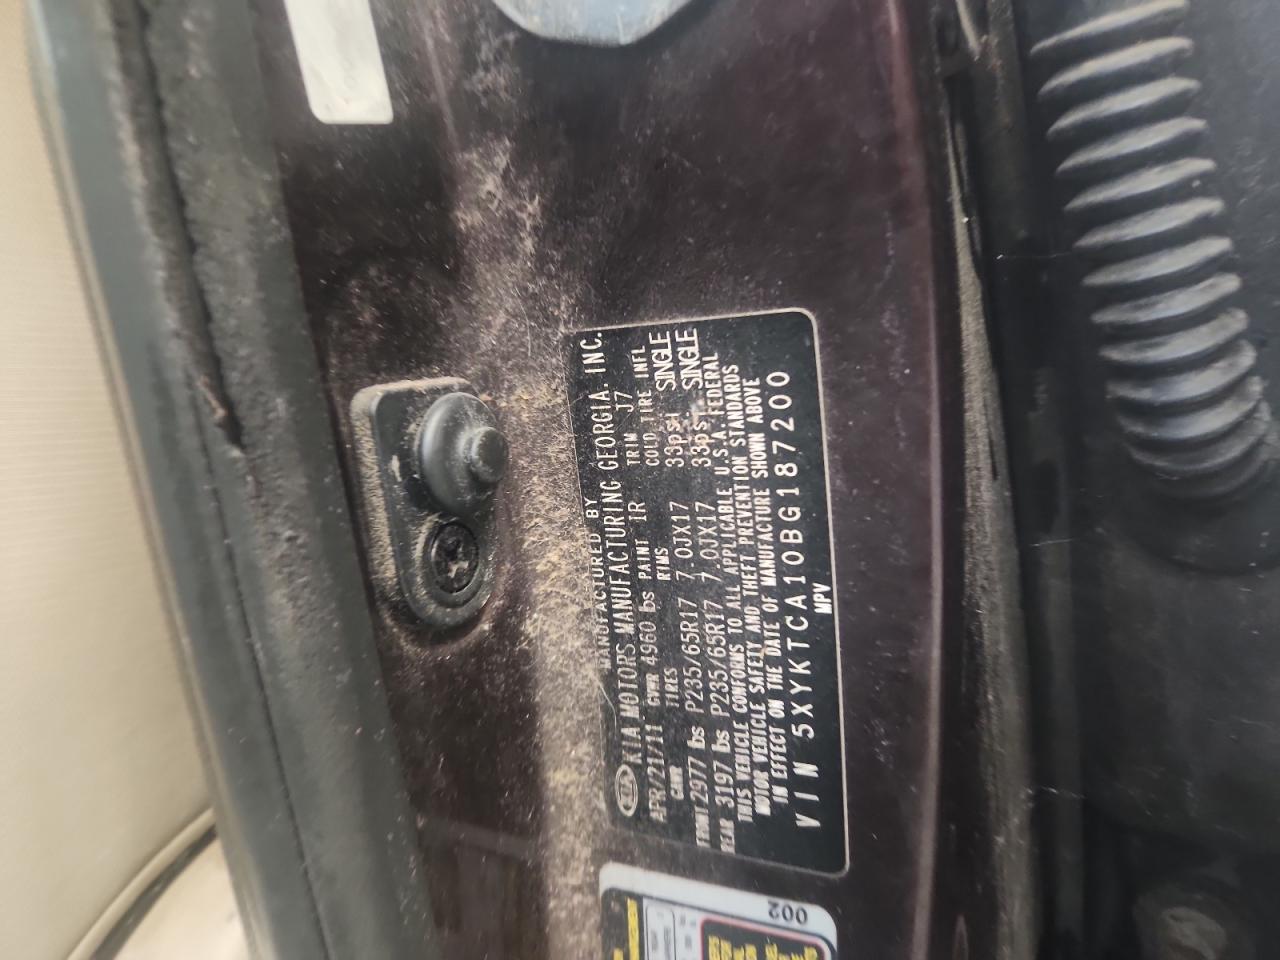 MANUFACTURED BY
KIA MOTORS MANUFACTURING GEORGIA, INC.
APR/21/11 GVWR 4960 lbs PAINT IR TRIM J7
GAWR TIRES RIMS COLD TIRE INFL
FRONT 2977 lbs P235/65R17 7.0JX17 33psi SINGLE
REAR 3197 lbs P235/65R17 7.0JX17 33psi SINGLE
THIS VEHICLE CONFORMS TO ALL APPLICABLE U.S.A. FEDERAL
MOTOR VEHICLE SAFETY AND THEFT PREVENTION STANDARDS
IN EFFECT ON THE DATE OF MANUFACTURE SHOWN ABOVE
VIN 5XYKTCA10BG187200
MPV
002